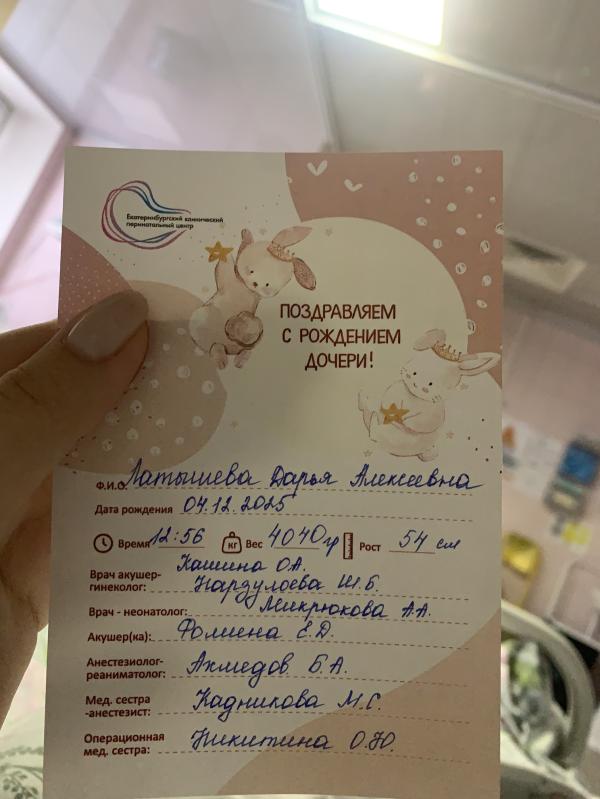 Екатеринбургский клинический
перинатальный центр
ПОЗДРАВЛЯЕМ
С РОЖДЕНИЕМ
ДОЧЕРИ!
Ф.И.О. Латышева Дарья Алексеевна
Дата рождения 04.12.2025
Время 12:56 кг Вес 4040гр Рост 54 см
Кашина О.А.
Врач акушер-
гинеколог: Нардулоева Ш.Б.
Врач - неонатолог: Микрюкова А.А.
Акушер(ка): Фомина Е.Д.
Анестезиолог-
реаниматолог: Ахмедов Б.А.
Мед. сестра
-анестезист: Кадникова М.С.
Операционная
мед. сестра: Никитина О.Ю.